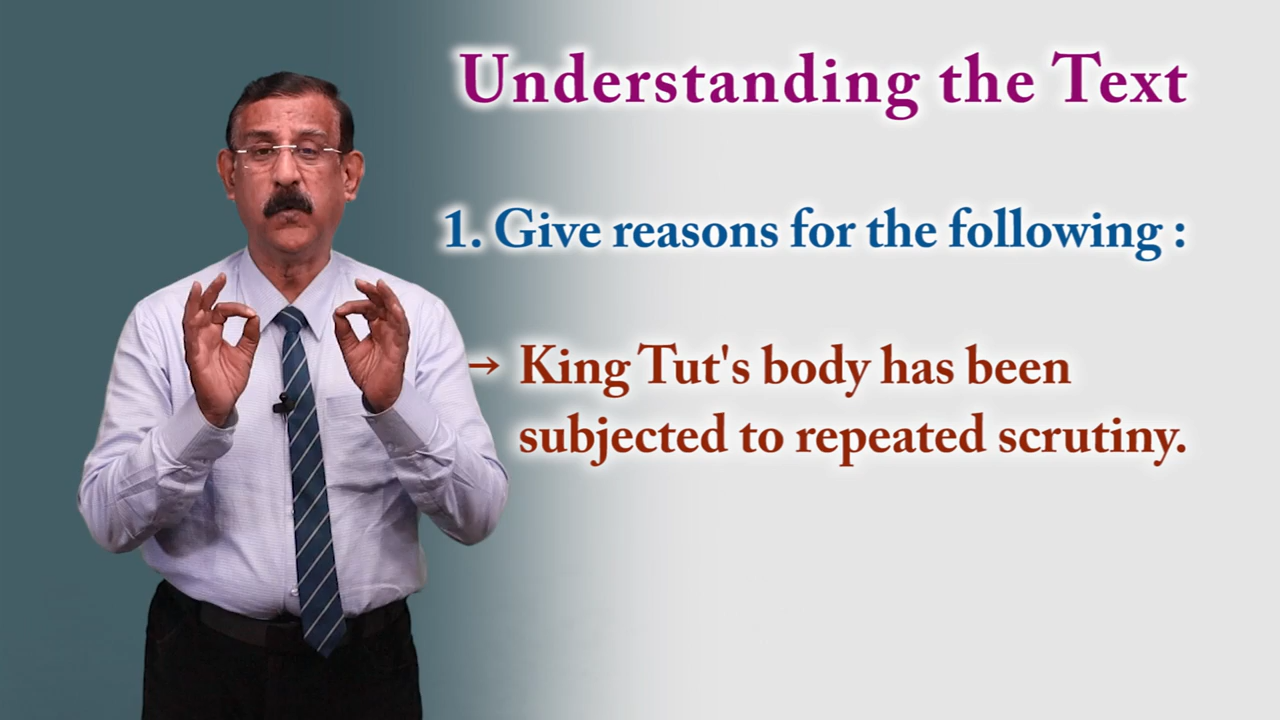 Understanding the Text
1. Give reasons for the following :
→ King Tut's body has been
subjected to repeated scrutiny.